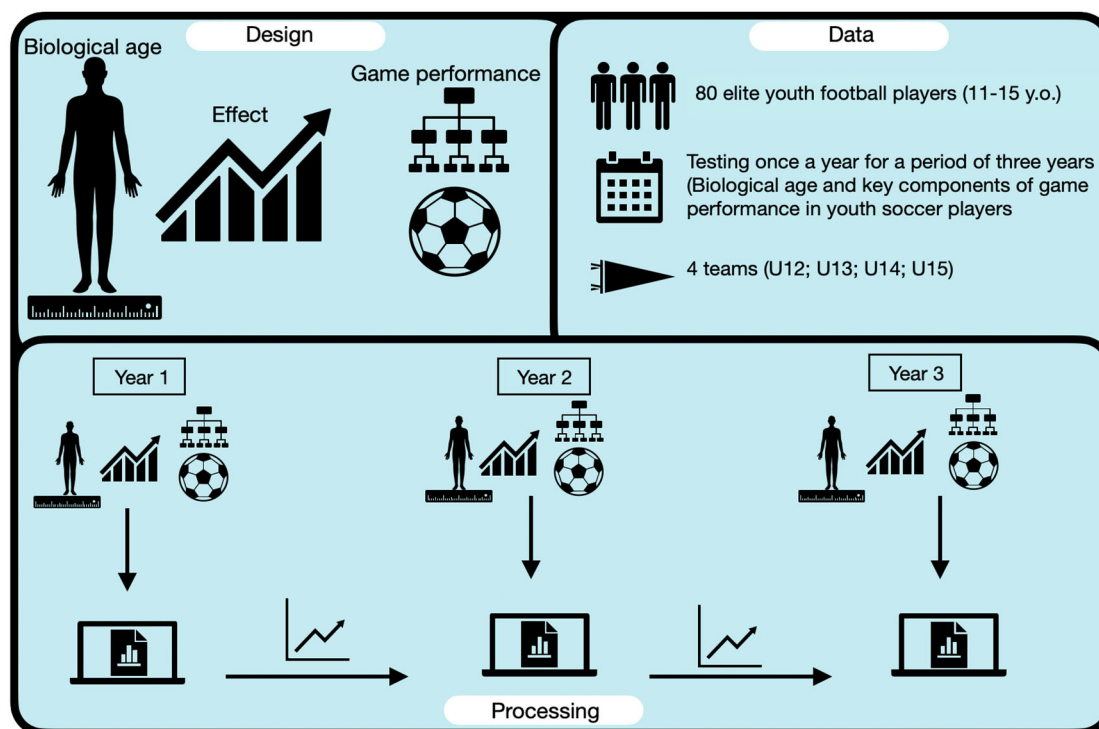 Design
Biological age
Game performance
Effect
Data
80 elite youth football players (11-15 y.o.)
Testing once a year for a period of three years
(Biological age and key components of game
performance in youth soccer players
4 teams (U12; U13; U14; U15)
Year 1
Year 2
Year 3
Processing